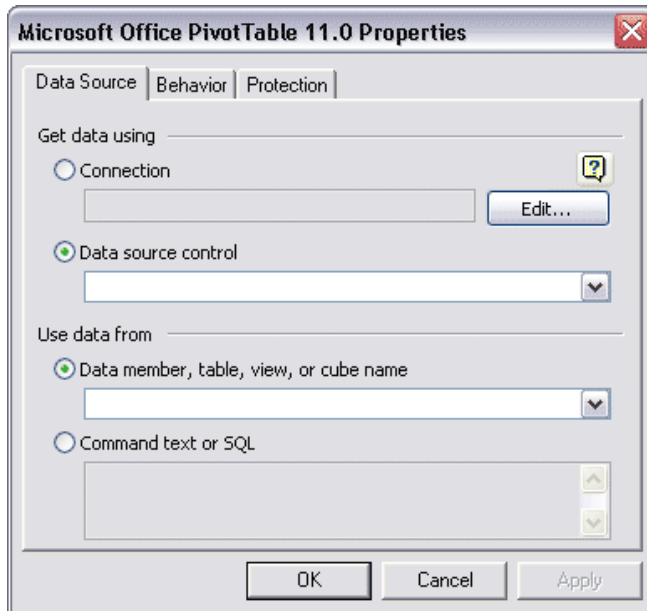 Microsoft Office PivotTable 11.0 Properties
Data Source Behavior Protection
Get data using
Connection
Edit...
Data source control
Use data from
Data member, table, view, or cube name
Command text or SQL
OK Cancel Apply